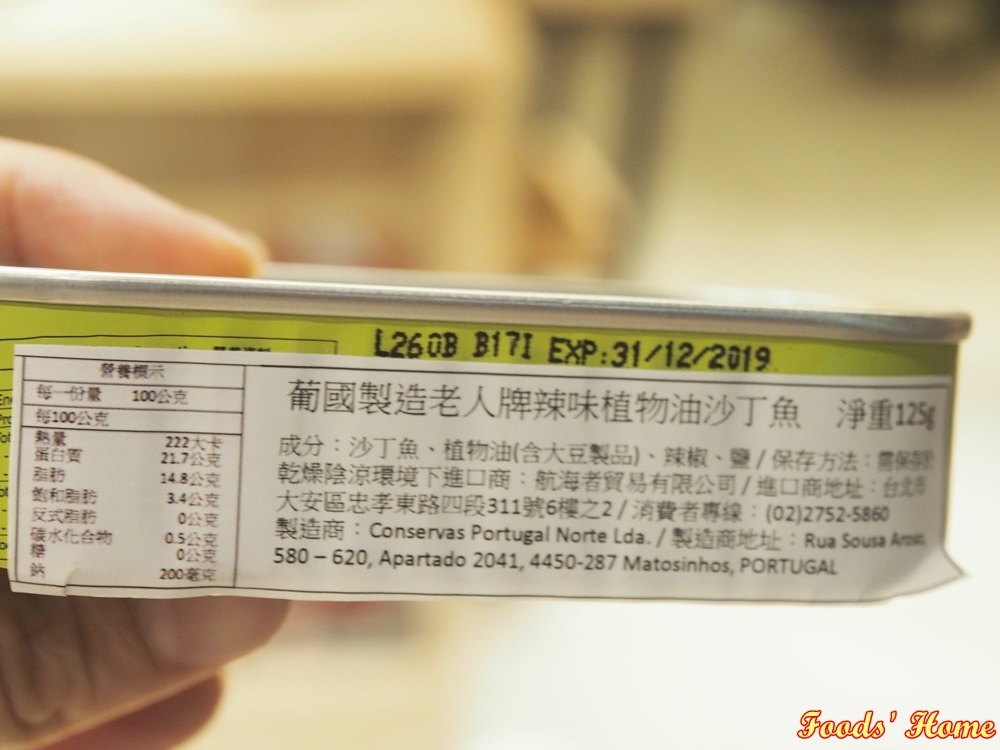 L260B B17I EXP:31/12/2019
營養標示
每一份量 100公克
每100公克
熱量 222大卡
蛋白質 21.7公克
脂肪 14.8公克
飽和脂肪 3.4公克
反式脂肪 0公克
碳水化合物 0.5公克
糖 0公克
鈉 200毫克
葡國製造老人牌辣味植物油沙丁魚 淨重125g
成分：沙丁魚、植物油(含大豆製品)、辣椒、鹽 / 保存方法：需保存於
乾燥陰涼環境下進口商：航海者貿易有限公司 / 進口商地址：台北市
大安區忠孝東路四段311號6樓之2 / 消費者專線：(02)2752-5860
製造商：Conservas Portugal Norte Lda. / 製造商地址：Rua Sousa Aroso,
580 – 620, Apartado 2041, 4450-287 Matosinhos, PORTUGAL
Foods' Home